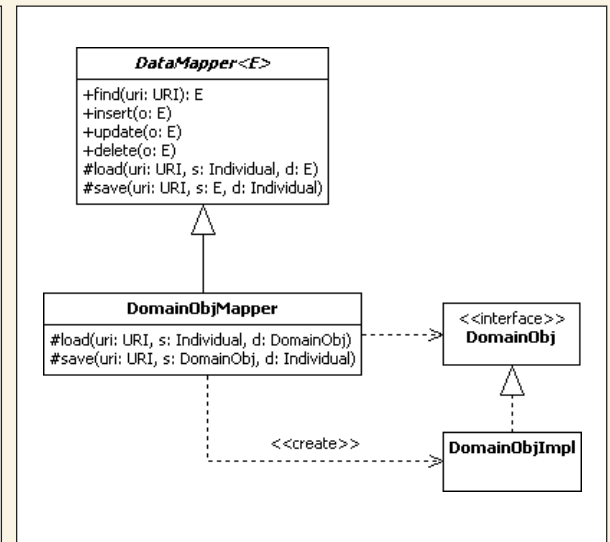 DataMapper<E>
+find(uri: URI): E
+insert(o: E)
+update(o: E)
+delete(o: E)
#load(uri: URI, s: Individual, d: E)
#save(uri: URI, s: E, d: Individual)
DomainObjMapper
#load(uri: URI, s: Individual, d: DomainObj)
#save(uri: URI, s: DomainObj, d: Individual)
<<interface>>
DomainObj
<<create>>
DomainObjImpl